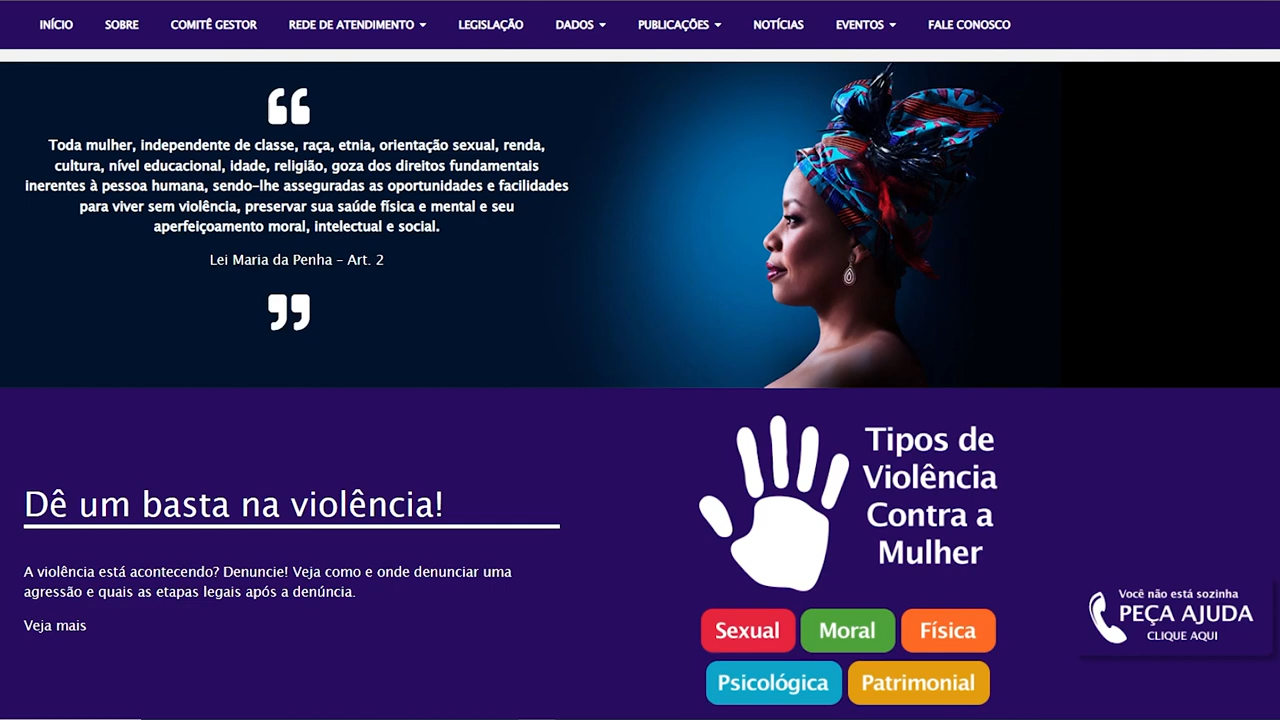 INÍCIO SOBRE COMITÊ GESTOR REDE DE ATENDIMENTO LEGISLAÇÃO DADOS PUBLICAÇÕES NOTÍCIAS EVENTOS FALE CONOSCO
“
Toda mulher, independente de classe, raça, etnia, orientação sexual, renda,
cultura, nível educacional, idade, religião, goza dos direitos fundamentais
inerentes à pessoa humana, sendo-lhe asseguradas as oportunidades e facilidades
para viver sem violência, preservar sua saúde física e mental e seu
aperfeiçoamento moral, intelectual e social.
Lei Maria da Penha - Art. 2
”
Dê um basta na violência!
A violência está acontecendo? Denuncie! Veja como e onde denunciar uma
agressão e quais as etapas legais após a denúncia.
Veja mais
Tipos de
Violência
Contra a
Mulher
Sexual Moral Física
Psicológica Patrimonial
Você não está sozinha
PEÇA AJUDA
CLIQUE AQUI